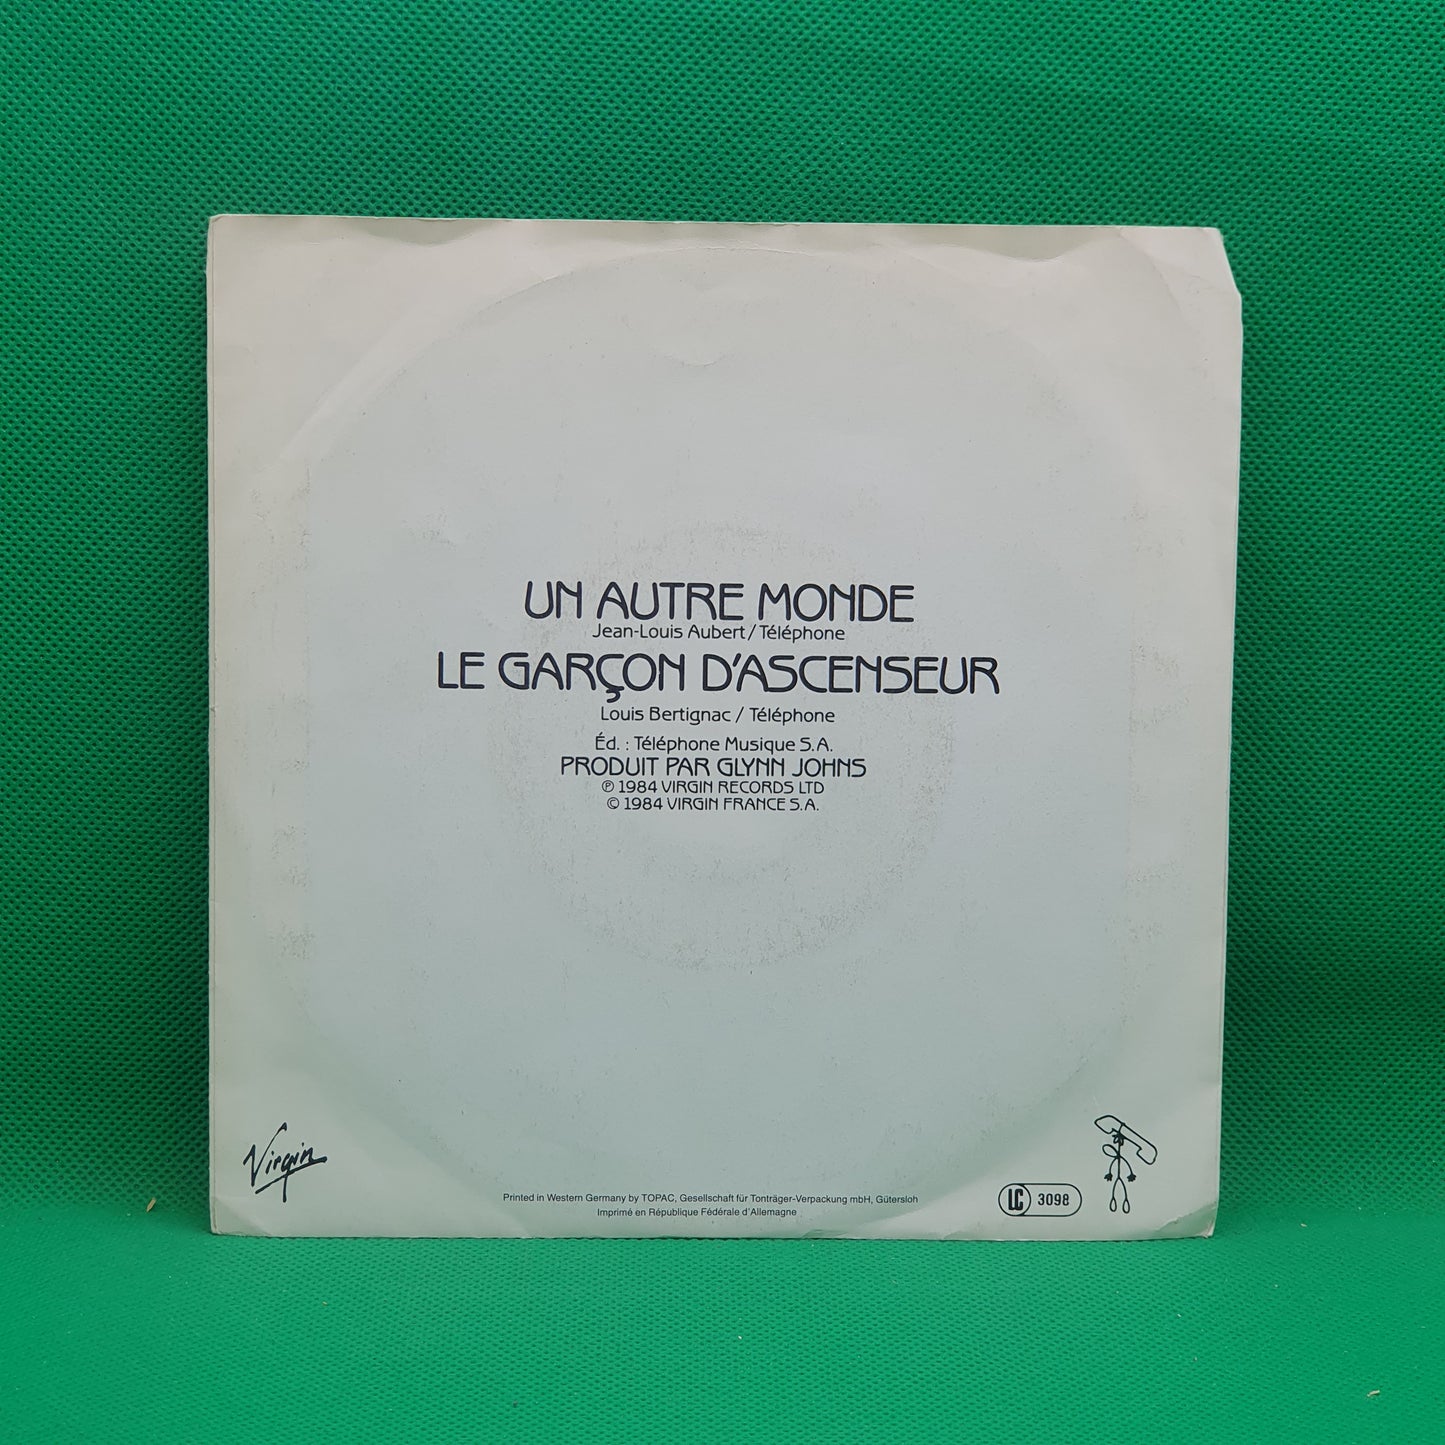 UN AUTRE MONDE
Jean-Louis Aubert / Téléphone
LE GARÇON D'ASCENSEUR
Louis Bertignac / Téléphone
Éd. : Téléphone Musique S.A.
PRODUIT PAR GLYNN JOHNS
℗ 1984 VIRGIN RECORDS LTD
© 1984 VIRGIN FRANCE S.A.
Virgin
Printed in Western Germany by TOPAC, Gesellschaft für Tonträger-Verpackung mbH, Gütersloh
Imprimé en République Fédérale d'Allemagne
LC 3098